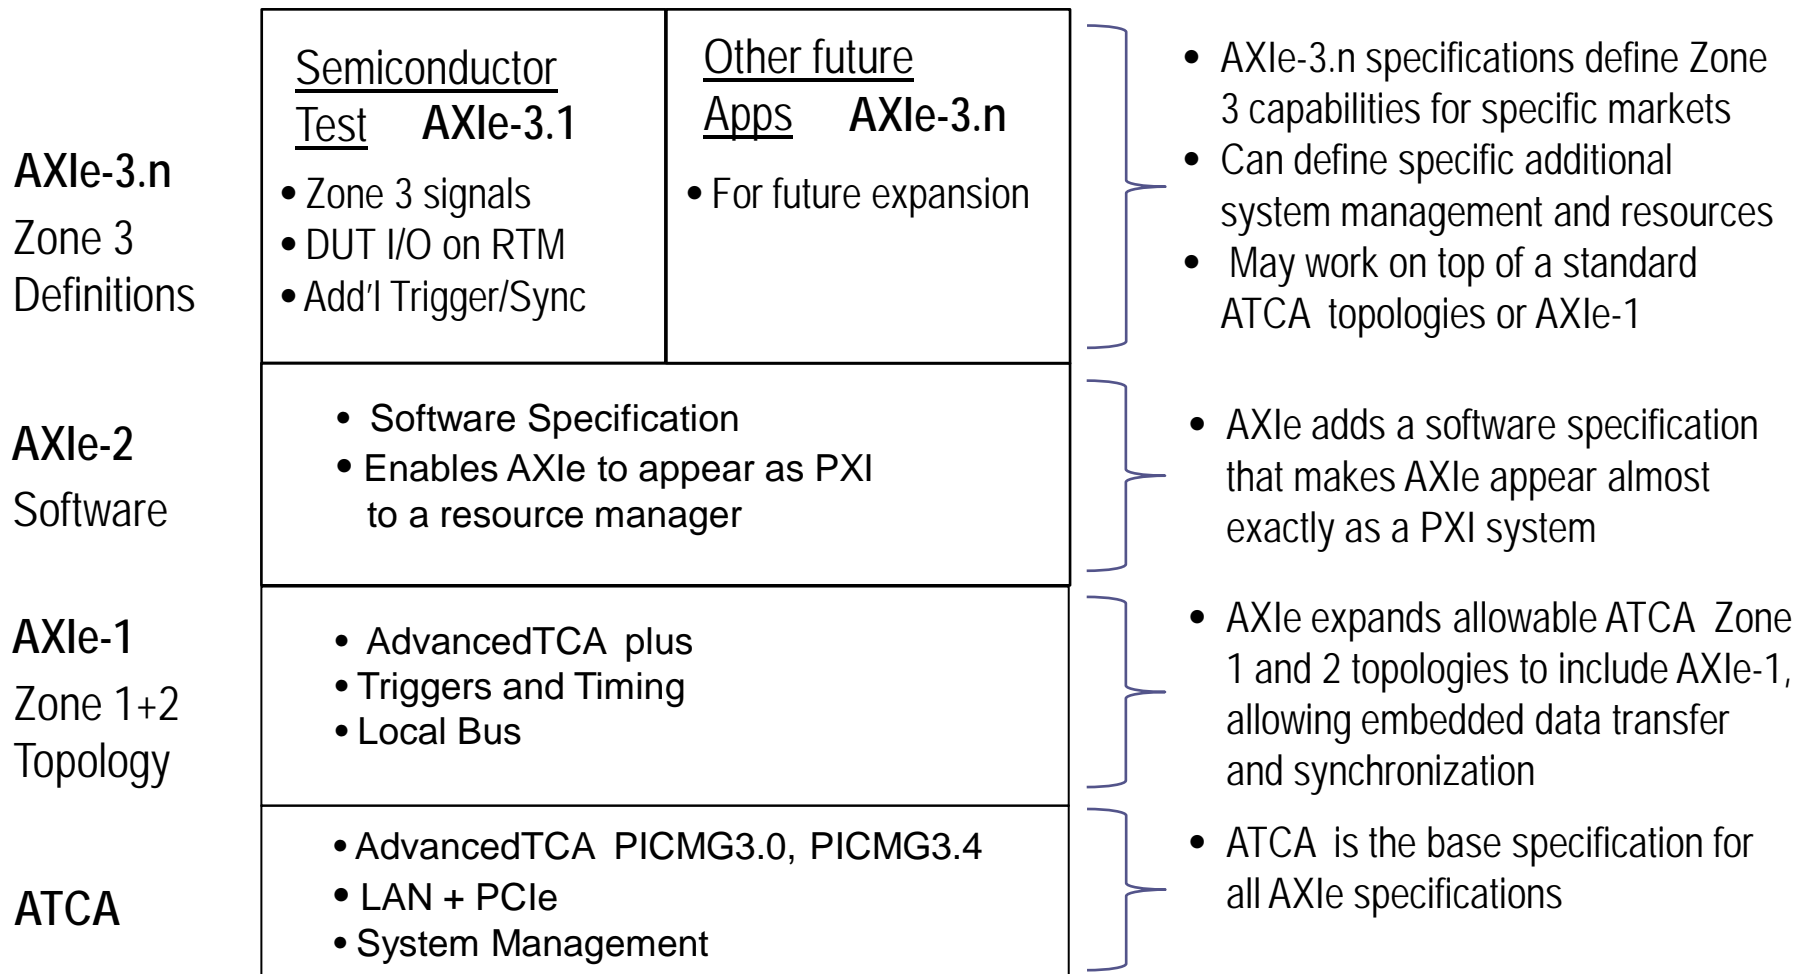 AXIe-3.n
Zone 3
Definitions
Semiconductor
Test AXIe-3.1
• Zone 3 signals
• DUT I/O on RTM
• Add'l Trigger/Sync
Other future
Apps AXIe-3.n
• For future expansion
• AXIe-3.n specifications define Zone
3 capabilities for specific markets
• Can define specific additional
system management and resources
• May work on top of a standard
ATCA topologies or AXIe-1
AXIe-2
Software
• Software Specification
• Enables AXIe to appear as PXI
to a resource manager
• AXIe adds a software specification
that makes AXIe appear almost
exactly as a PXI system
AXIe-1
Zone 1+2
Topology
• AdvancedTCA plus
• Triggers and Timing
• Local Bus
• AXIe expands allowable ATCA Zone
1 and 2 topologies to include AXIe-1,
allowing embedded data transfer
and synchronization
ATCA
• AdvancedTCA PICMG3.0, PICMG3.4
• LAN + PCIe
• System Management
• ATCA is the base specification for
all AXIe specifications